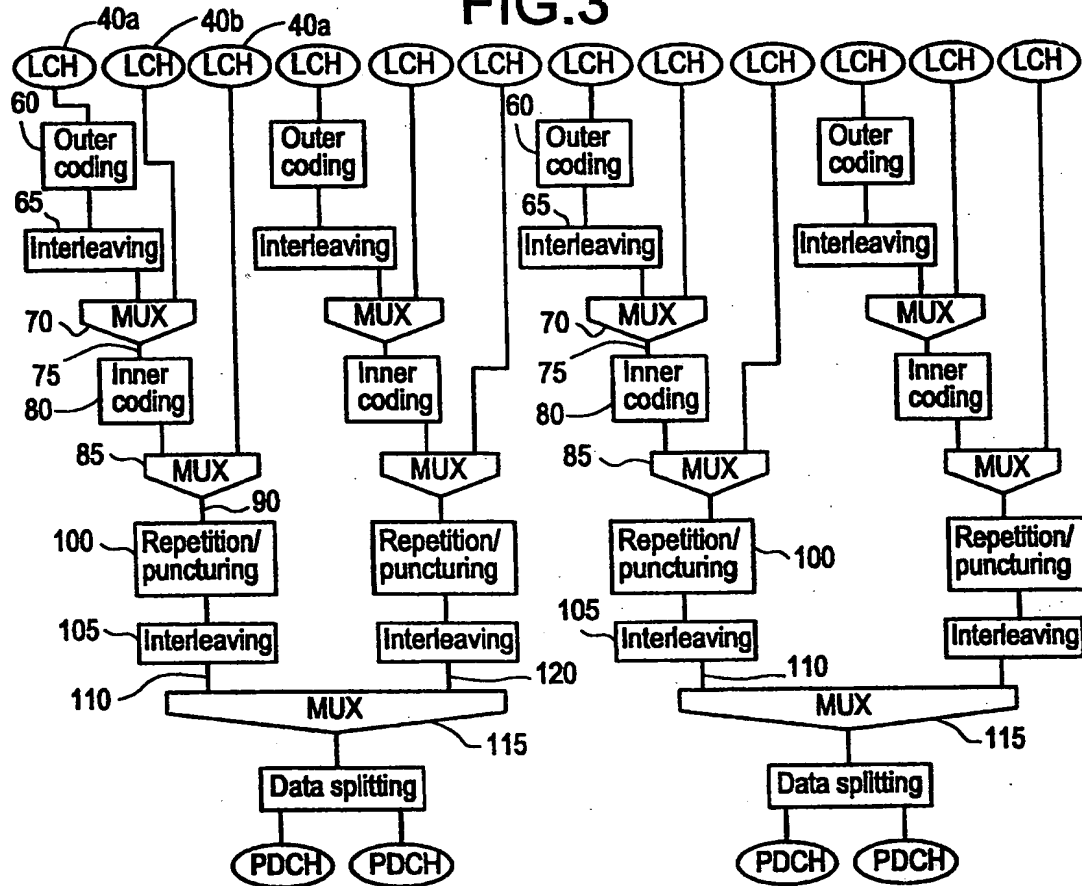 FIG.3
40a 40b 40a
LCH LCH LCH LCH LCH LCH LCH LCH LCH LCH LCH LCH
60 Outer coding Outer coding 60 Outer coding Outer coding
65 Interleaving Interleaving 65 Interleaving Interleaving
70 MUX MUX 70 MUX MUX
75 75
80 Inner coding Inner coding 80 Inner coding Inner coding
85 MUX MUX 85 MUX MUX
90
100 Repetition/ puncturing Repetition/ puncturing Repetition/ puncturing 100 Repetition/ puncturing
105 Interleaving Interleaving 105 Interleaving Interleaving
110 120 110
MUX MUX
115 115
Data splitting Data splitting
PDCH PDCH PDCH PDCH